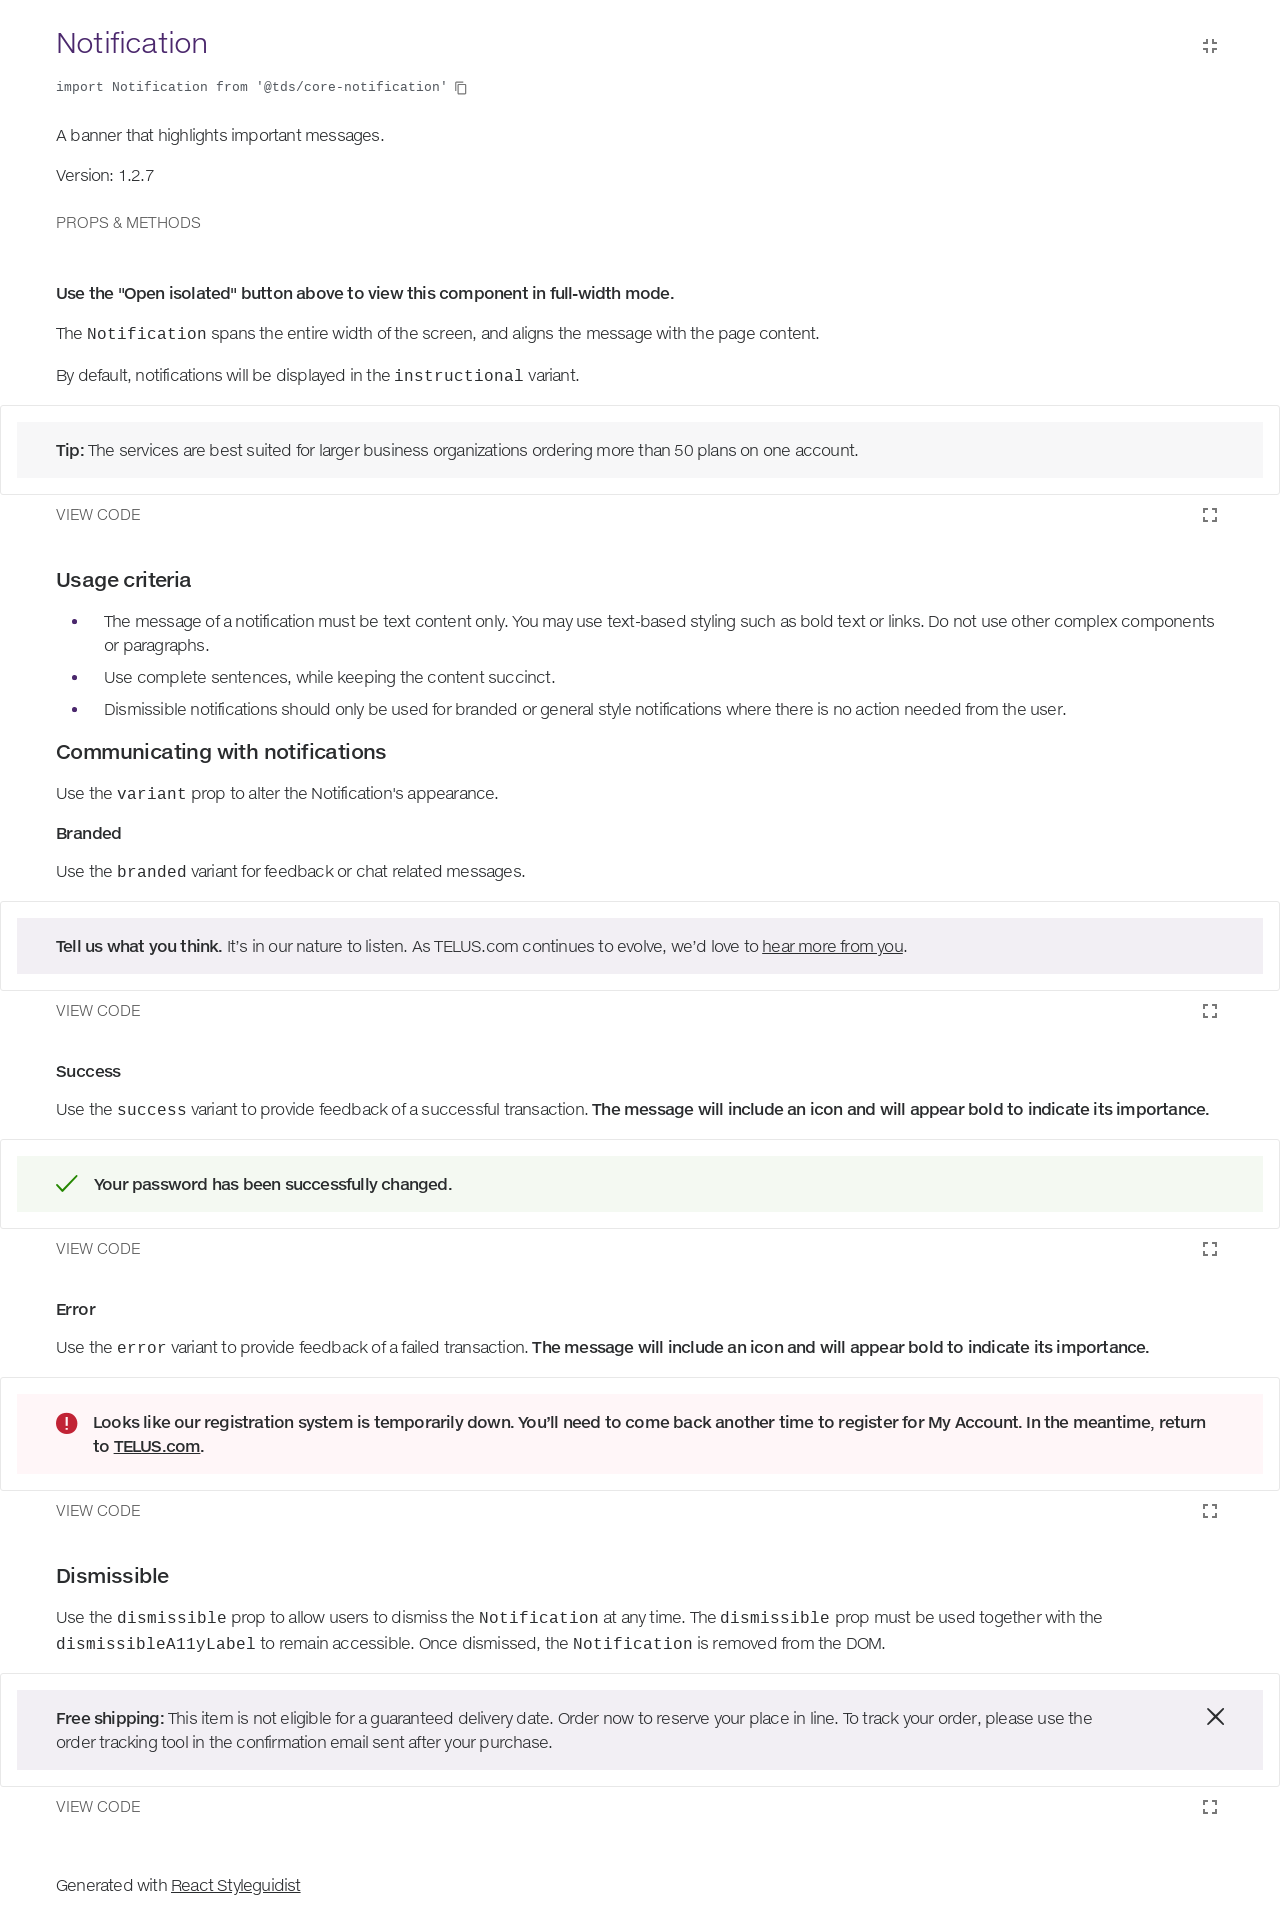 Notification
import Notification from '@tds/core-notification'
A banner that highlights important messages.
Version: 1.2.7
PROPS & METHODS
Use the "Open isolated" button above to view this component in full-width mode.
The Notification spans the entire width of the screen, and aligns the message with the page content.
By default, notifications will be displayed in the instructional variant.
Tip: The services are best suited for larger business organizations ordering more than 50 plans on one account.
VIEW CODE
Usage criteria
The message of a notification must be text content only. You may use text-based styling such as bold text or links. Do not use other complex components
or paragraphs.
Use complete sentences, while keeping the content succinct.
Dismissible notifications should only be used for branded or general style notifications where there is no action needed from the user.
Communicating with notifications
Use the variant prop to alter the Notification's appearance.
Branded
Use the branded variant for feedback or chat related messages.
Tell us what you think. It’s in our nature to listen. As TELUS.com continues to evolve, we’d love to hear more from you.
VIEW CODE
Success
Use the success variant to provide feedback of a successful transaction. The message will include an icon and will appear bold to indicate its importance.
Your password has been successfully changed.
VIEW CODE
Error
Use the error variant to provide feedback of a failed transaction. The message will include an icon and will appear bold to indicate its importance.
Looks like our registration system is temporarily down. You’ll need to come back another time to register for My Account. In the meantime, return
to TELUS.com.
VIEW CODE
Dismissible
Use the dismissible prop to allow users to dismiss the Notification at any time. The dismissible prop must be used together with the
dismissibleA11yLabel to remain accessible. Once dismissed, the Notification is removed from the DOM.
Free shipping: This item is not eligible for a guaranteed delivery date. Order now to reserve your place in line. To track your order, please use the
order tracking tool in the confirmation email sent after your purchase.
VIEW CODE
Generated with React Styleguidist